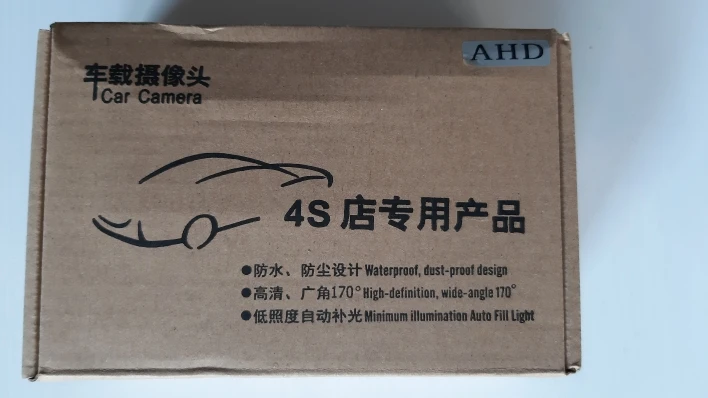 AHD
车载摄像头
Car Camera
4S 店专用产品
●防水、防尘设计 Waterproof, dust-proof design
●高清、广角170° High-definition, wide-angle 170°
●低照度自动补光 Minimum illumination Auto Fill Light